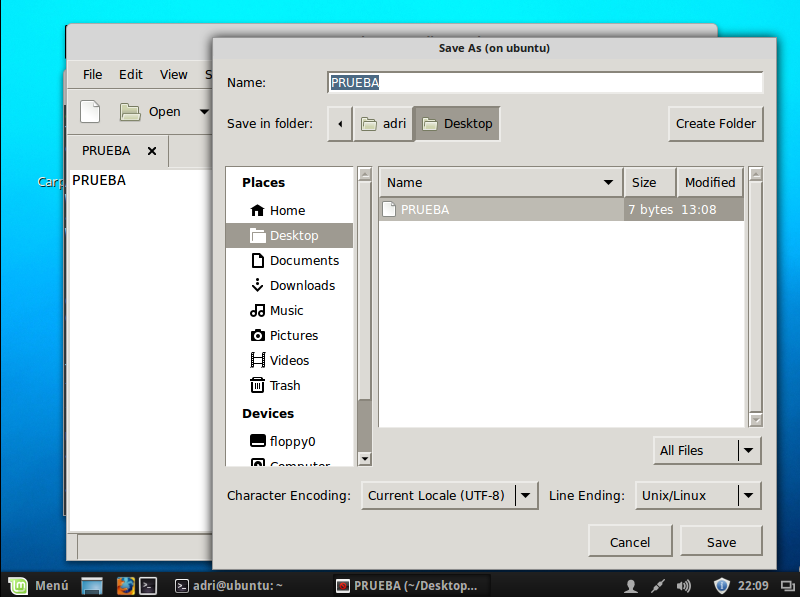 Save As (on ubuntu)
File Edit View S
Name: PRUEBA
Open
Save in folder: adri Desktop Create Folder
PRUEBA
PRUEBA
Carp
Places
Home
Desktop
Documents
Downloads
Music
Pictures
Videos
Trash
Devices
floppy0
Computer
Name Size Modified
PRUEBA 7 bytes 13:08
All Files
Character Encoding: Current Locale (UTF-8) Line Ending: Unix/Linux
Cancel Save
Menú adri@ubuntu: ~ PRUEBA (~/Desktop... 22:09